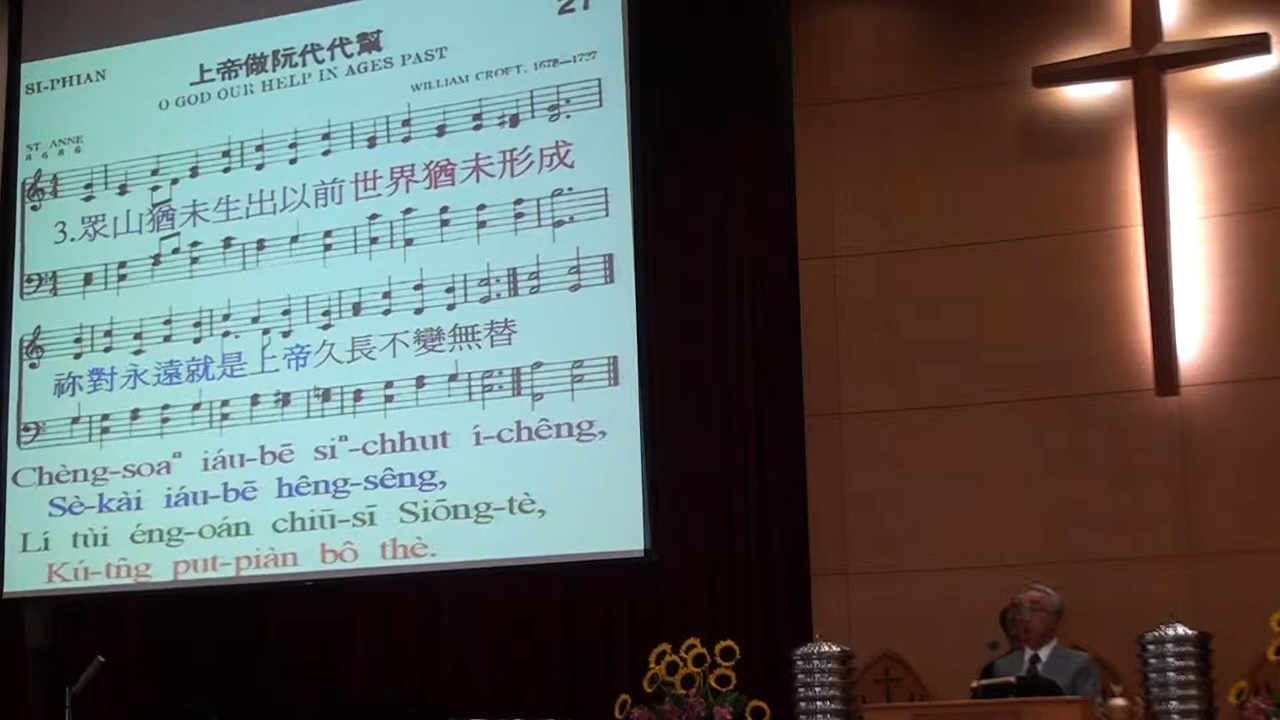 27
SI-PHIAN
上帝做阮代代幫
O GOD OUR HELP IN AGES PAST
WILLIAM CROFT, 1678—1727
ST. ANNE
8 6 8 6
3.眾山猶未生出以前世界猶未形成
祢對永遠就是上帝久長不變無替
Chèng-soaⁿ iáu-bē siⁿ-chhut í-chêng,
Sè-kài iáu-bē hêng-sêng,
Lí tùi éng-oán chiū-sī Siōng-tè,
Kú-tn̂g put-piàn bô thè.